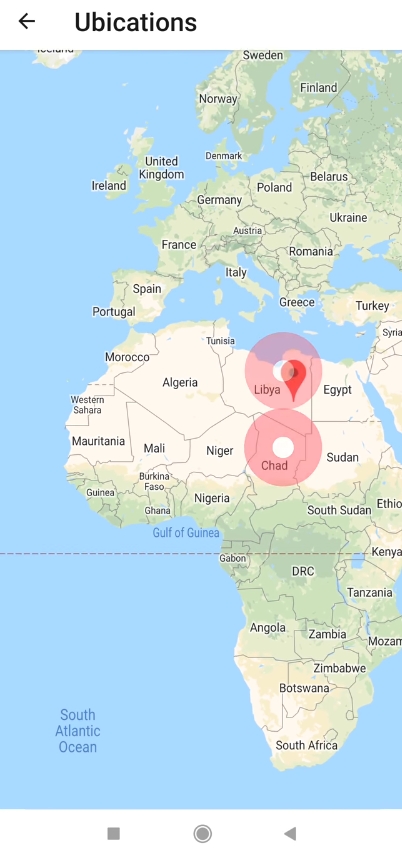 Ubications
Iceland
Sweden
Finland
Norway
United
Kingdom
Denmark
Ireland
Belarus
Poland
Germany
Ukraine
Austria
France
Romania
Italy
Spain
Greece
Portugal
Turkey
Tunisia
Syria
Morocco
Algeria
Libya
Egypt
Western
Sahara
Mauritania
Mali
Niger
Chad
Sudan
Burkina
Faso
Guinea
Nigeria
Ghana
South Sudan
Ethio
Gulf of Guinea
Gabon
Kenya
DRC
Tanzania
Angola
Zambia
Mozam
Zimbabwe
Botswana
South
Atlantic
Ocean
South Africa